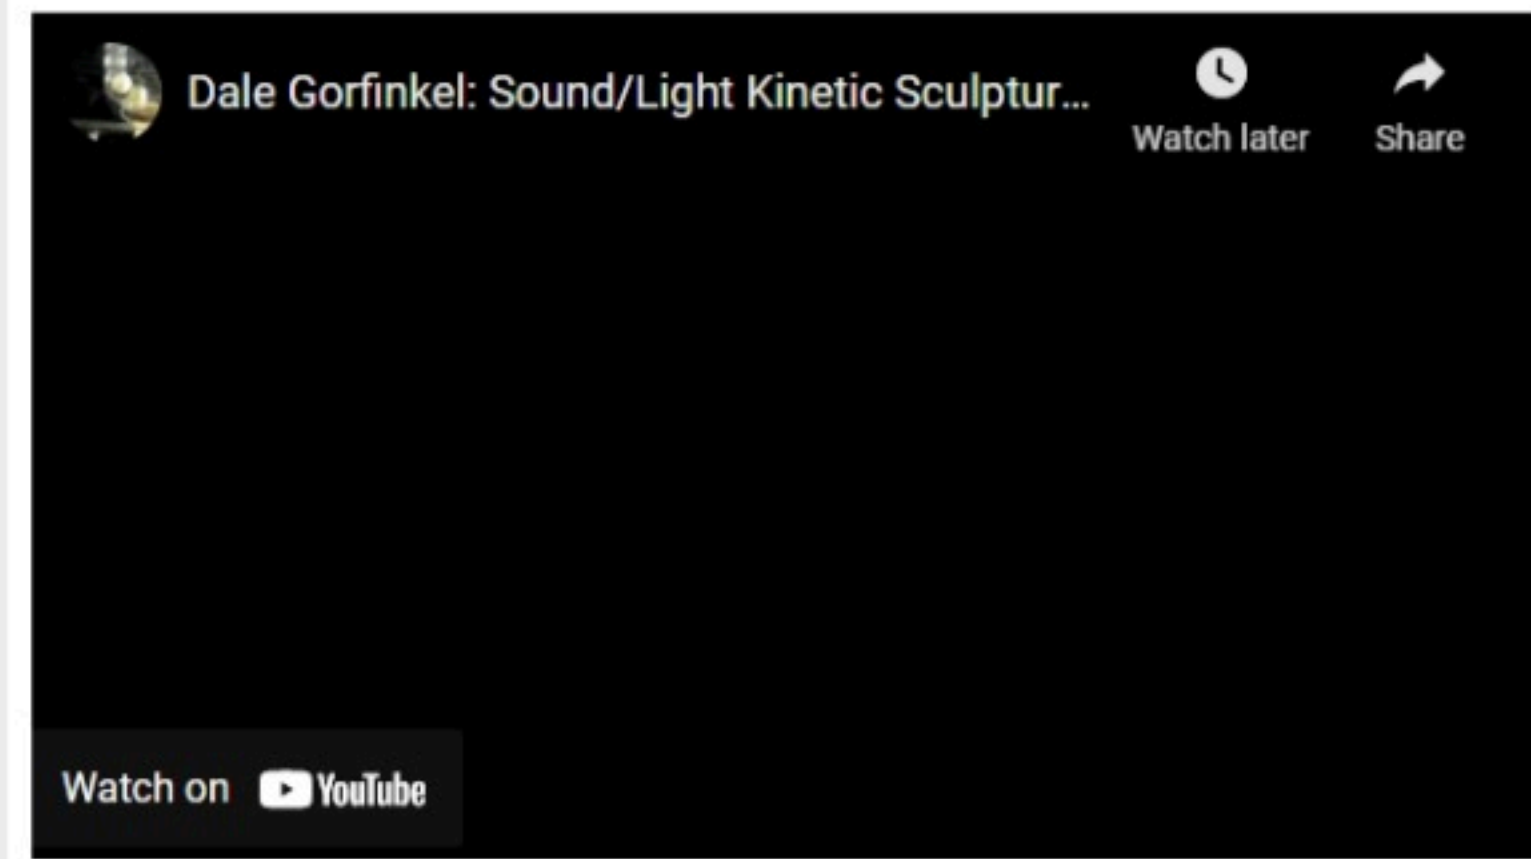 Dale Gorfinkel: Sound/Light Kinetic Sculptur...
Watch later
Share
Watch on YouTube